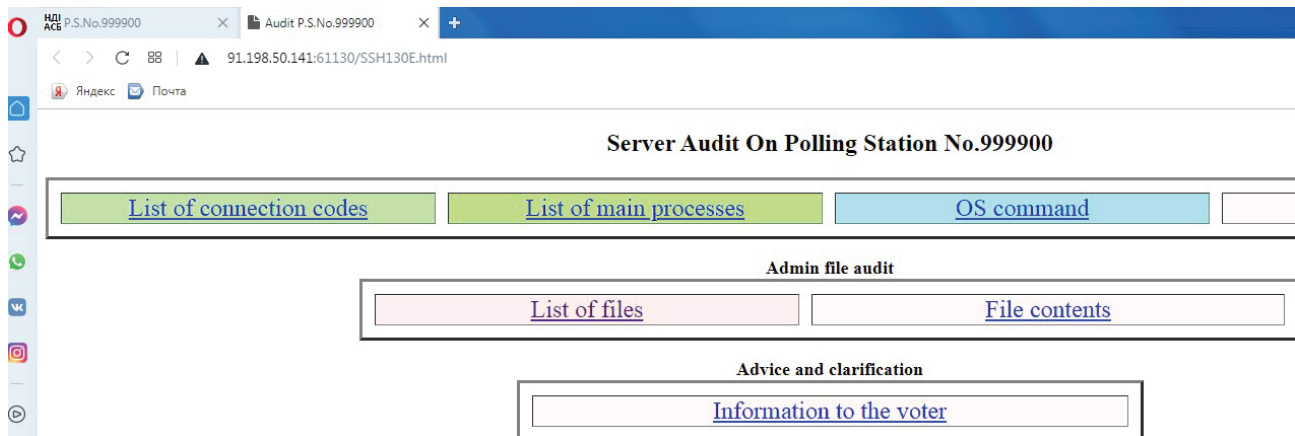 НДІ АСБ P.S.No.999900 Audit P.S.No.999900
91.198.50.141:61130/SSH130E.html
Яндекс Почта
Server Audit On Polling Station No.999900
List of connection codes List of main processes OS command
Admin file audit
List of files File contents
Advice and clarification
Information to the voter